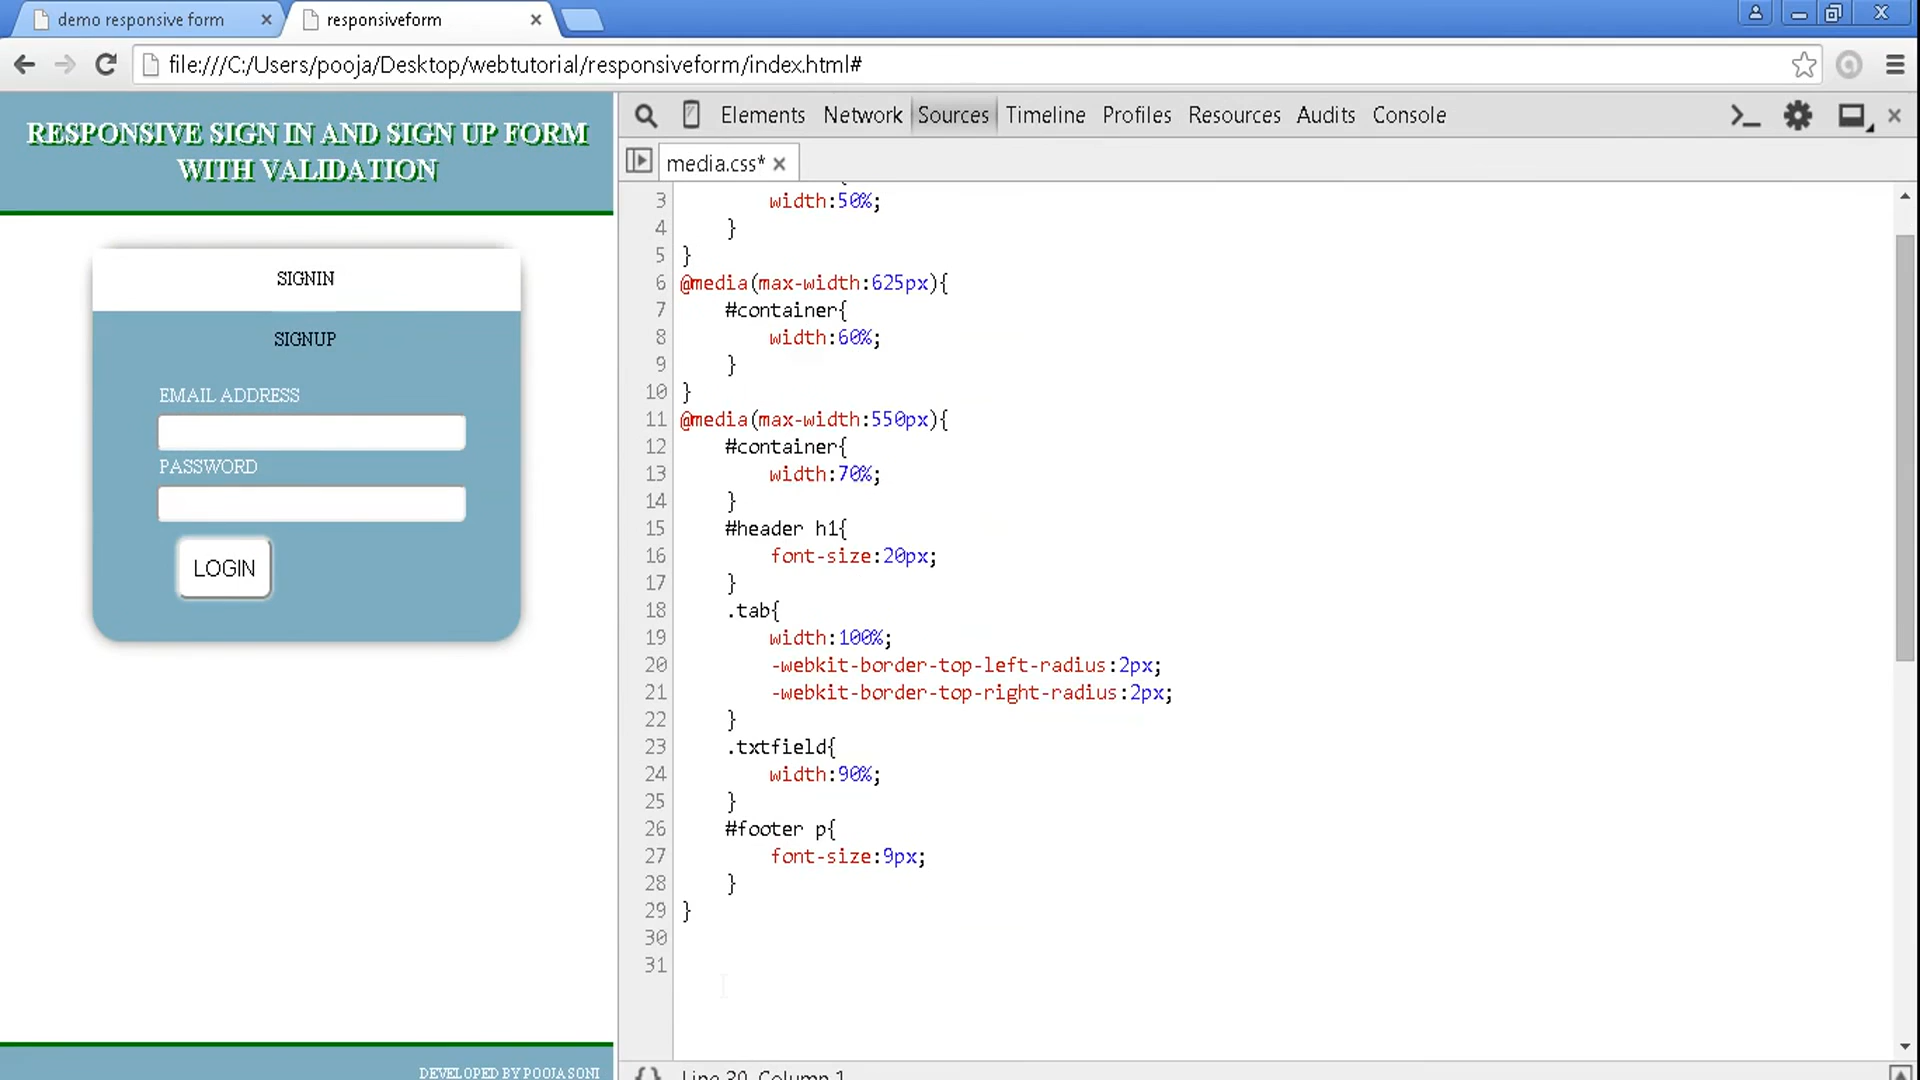 demo responsive form
responsiveform
file:///C:/Users/pooja/Desktop/webtutorial/responsiveform/index.html#
RESPONSIVE SIGN IN AND SIGN UP FORM
WITH VALIDATION
SIGNIN
SIGNUP
EMAIL ADDRESS
PASSWORD
LOGIN
DEVELOPED BY POOJA SONI
Elements Network Sources Timeline Profiles Resources Audits Console
media.css*
3 width:50%;
4 }
5 }
6 @media(max-width:625px){
7 #container{
8 width:60%;
9 }
10 }
11 @media(max-width:550px){
12 #container{
13 width:70%;
14 }
15 #header h1{
16 font-size:20px;
17 }
18 .tab{
19 width:100%;
20 -webkit-border-top-left-radius:2px;
21 -webkit-border-top-right-radius:2px;
22 }
23 .txtfield{
24 width:90%;
25 }
26 #footer p{
27 font-size:9px;
28 }
29 }
30
31
{} Line 30, Column 1